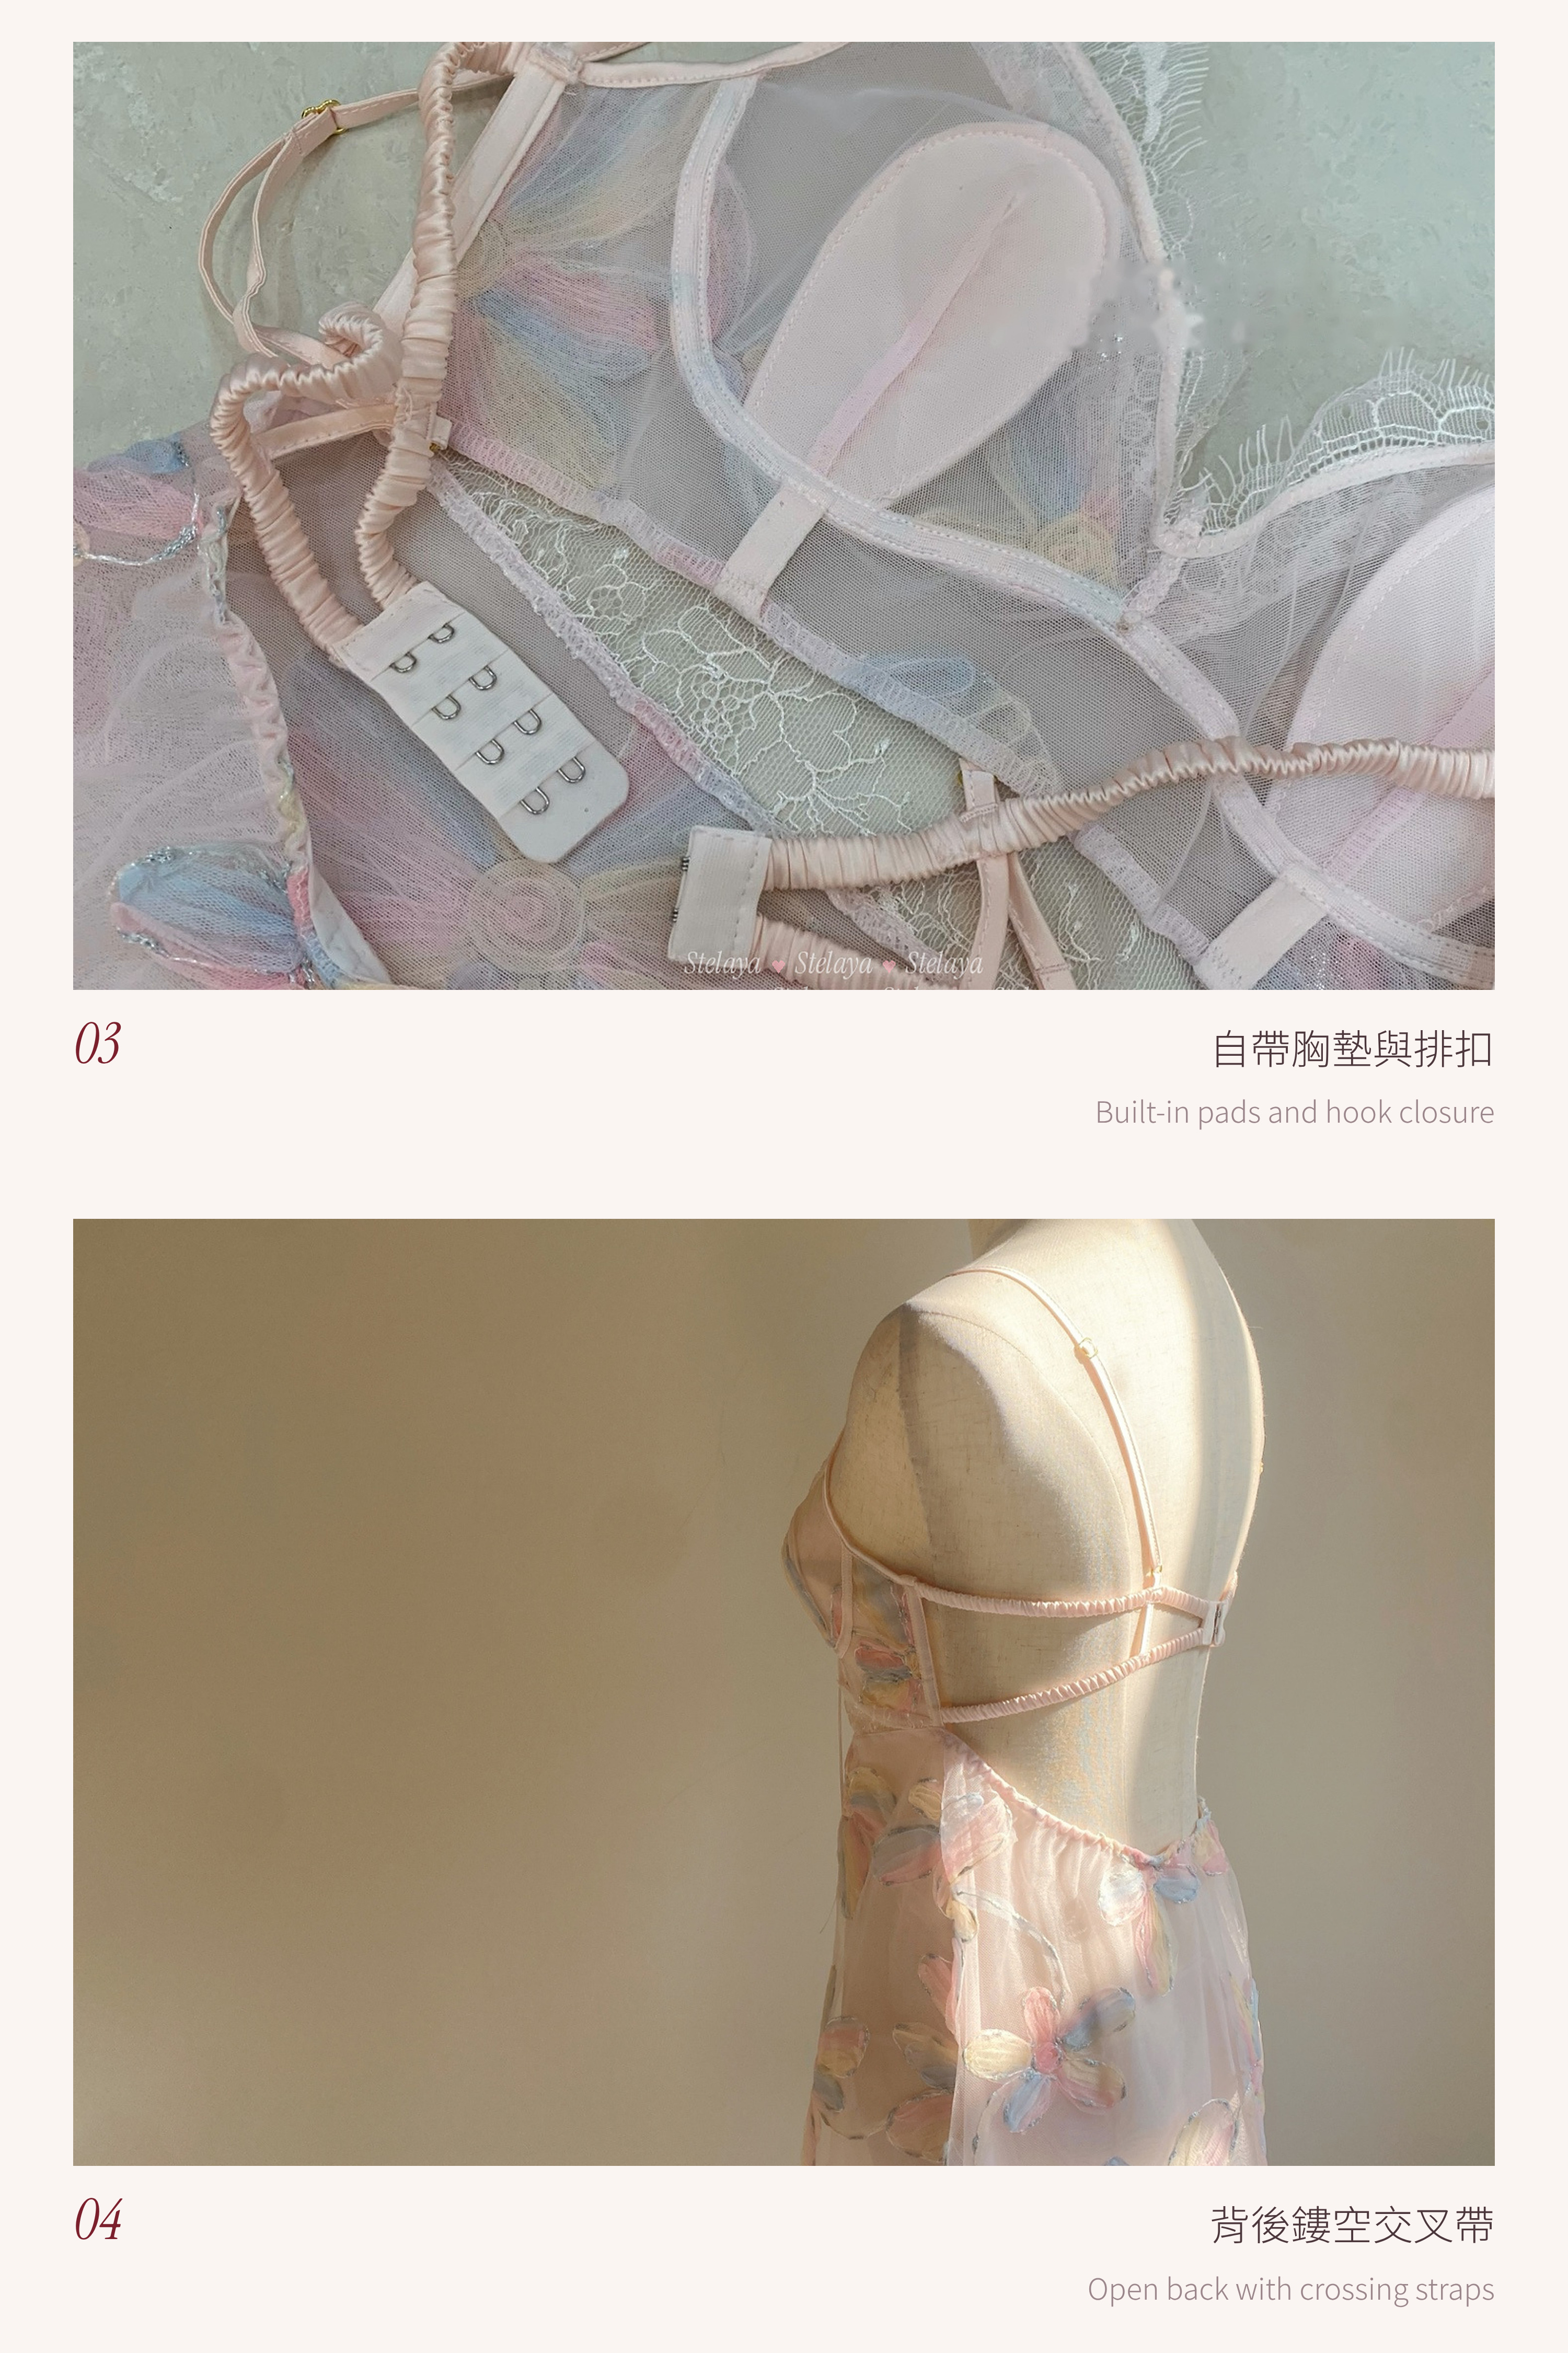 Stelaya ♥ Stelaya ♥ Stelaya
03
自帶胸墊與排扣
Built-in pads and hook closure
04
背後鏤空交叉帶
Open back with crossing straps